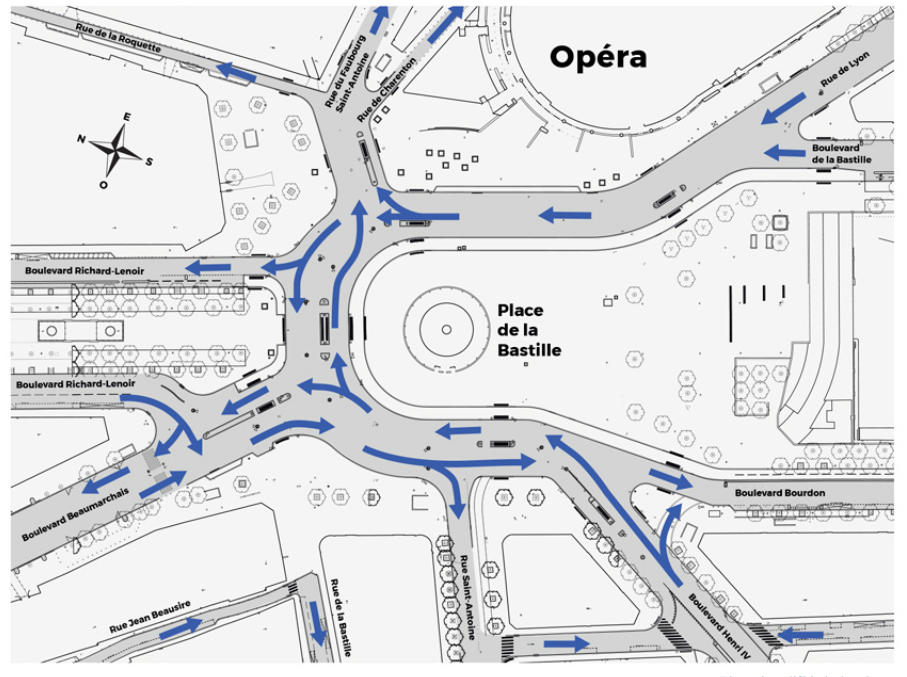 Rue de la Roquette
Rue du Faubourg
Saint-Antoine
Rue de Charenton
Opéra
Rue de Lyon
Boulevard
de la Bastille
N
E
S
O
Boulevard Richard-Lenoir
Place
de la
Bastille
Boulevard Richard-Lenoir
Boulevard Beaumarchais
Boulevard Bourdon
Rue Saint-Antoine
Boulevard Henri IV
Rue Jean Beausire
Rue de la Bastille